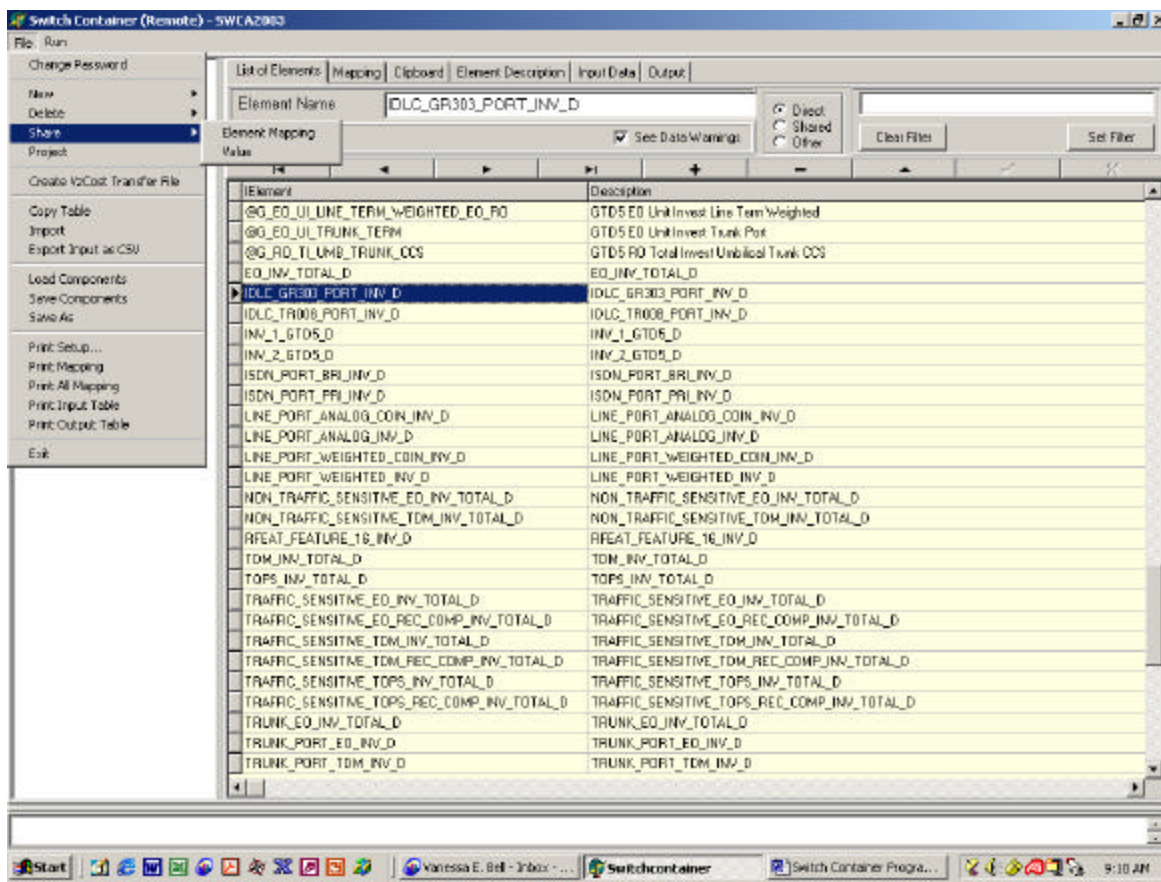 Switch Container (Remote) - SWCA2003
File Run
Change Password
New
Delete
Share
Project
Create VzCost Transfer File
Copy Table
Import
Export Input as CSV
Load Components
Save Components
Save As
Print Setup...
Print Mapping
Print All Mapping
Print Input Table
Print Output Table
Exit
Element Mapping
Value
List of Elements Mapping Clipboard Element Description Input Data Output
Element Name IDLC_GR303_PORT_INV_D
Direct
Shared
Other
See Data Warnings
Clear Filter
Set Filter
IElement Description
@G_EO_UI_LINE_TERM_WEIGHTED_EO_RO GTD5 EO Unit Invest Line Term Weighted
@G_EO_UI_TRUNK_TERM GTD5 EO Unit Invest Trunk Port
@G_RO_TI_UMB_TRUNK_CCS GTD5 RO Total Invest Umbilical Trunk CCS
EO_INV_TOTAL_D EO_INV_TOTAL_D
IDLC_GR303_PORT_INV_D IDLC_GR303_PORT_INV_D
IDLC_TR008_PORT_INV_D IDLC_TR008_PORT_INV_D
INV_1_GTD5_D INV_1_GTD5_D
INV_2_GTD5_D INV_2_GTD5_D
ISDN_PORT_BRI_INV_D ISDN_PORT_BRI_INV_D
ISDN_PORT_PRI_INV_D ISDN_PORT_PRI_INV_D
LINE_PORT_ANALOG_COIN_INV_D LINE_PORT_ANALOG_COIN_INV_D
LINE_PORT_ANALOG_INV_D LINE_PORT_ANALOG_INV_D
LINE_PORT_WEIGHTED_COIN_INV_D LINE_PORT_WEIGHTED_COIN_INV_D
LINE_PORT_WEIGHTED_INV_D LINE_PORT_WEIGHTED_INV_D
NON_TRAFFIC_SENSITIVE_EO_INV_TOTAL_D NON_TRAFFIC_SENSITIVE_EO_INV_TOTAL_D
NON_TRAFFIC_SENSITIVE_TDM_INV_TOTAL_D NON_TRAFFIC_SENSITIVE_TDM_INV_TOTAL_D
RFEAT_FEATURE_16_INV_D RFEAT_FEATURE_16_INV_D
TDM_INV_TOTAL_D TDM_INV_TOTAL_D
TOPS_INV_TOTAL_D TOPS_INV_TOTAL_D
TRAFFIC_SENSITIVE_EO_INV_TOTAL_D TRAFFIC_SENSITIVE_EO_INV_TOTAL_D
TRAFFIC_SENSITIVE_EO_REC_COMP_INV_TOTAL_D TRAFFIC_SENSITIVE_EO_REC_COMP_INV_TOTAL_D
TRAFFIC_SENSITIVE_TDM_INV_TOTAL_D TRAFFIC_SENSITIVE_TDM_INV_TOTAL_D
TRAFFIC_SENSITIVE_TDM_REC_COMP_INV_TOTAL_D TRAFFIC_SENSITIVE_TDM_REC_COMP_INV_TOTAL_D
TRAFFIC_SENSITIVE_TOPS_INV_TOTAL_D TRAFFIC_SENSITIVE_TOPS_INV_TOTAL_D
TRAFFIC_SENSITIVE_TOPS_REC_COMP_INV_TOTAL_D TRAFFIC_SENSITIVE_TOPS_REC_COMP_INV_TOTAL_D
TRUNK_EO_INV_TOTAL_D TRUNK_EO_INV_TOTAL_D
TRUNK_PORT_EO_INV_D TRUNK_PORT_EO_INV_D
TRUNK_PORT_TDM_INV_D TRUNK_PORT_TDM_INV_D
Start Vanessa E. Bell - Inbox - ... Switchcontainer Switch Container Progra... 9:10 AM